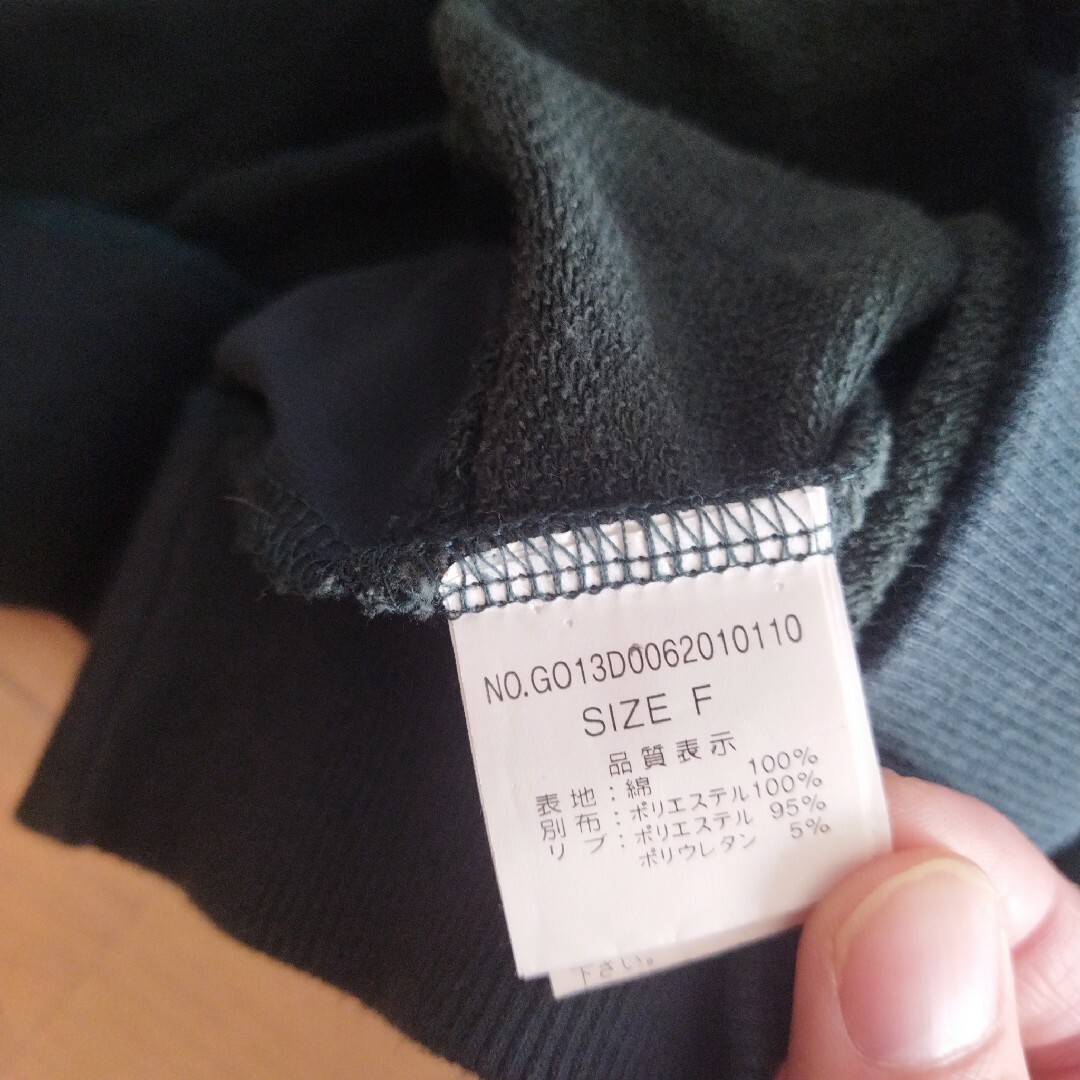 NO.GO13D0062010110
SIZE F
品質表示
表地：綿 100%
別布：ポリエステル100%
リブ：ポリエステル 95%
ポリウレタン 5%
下さい。